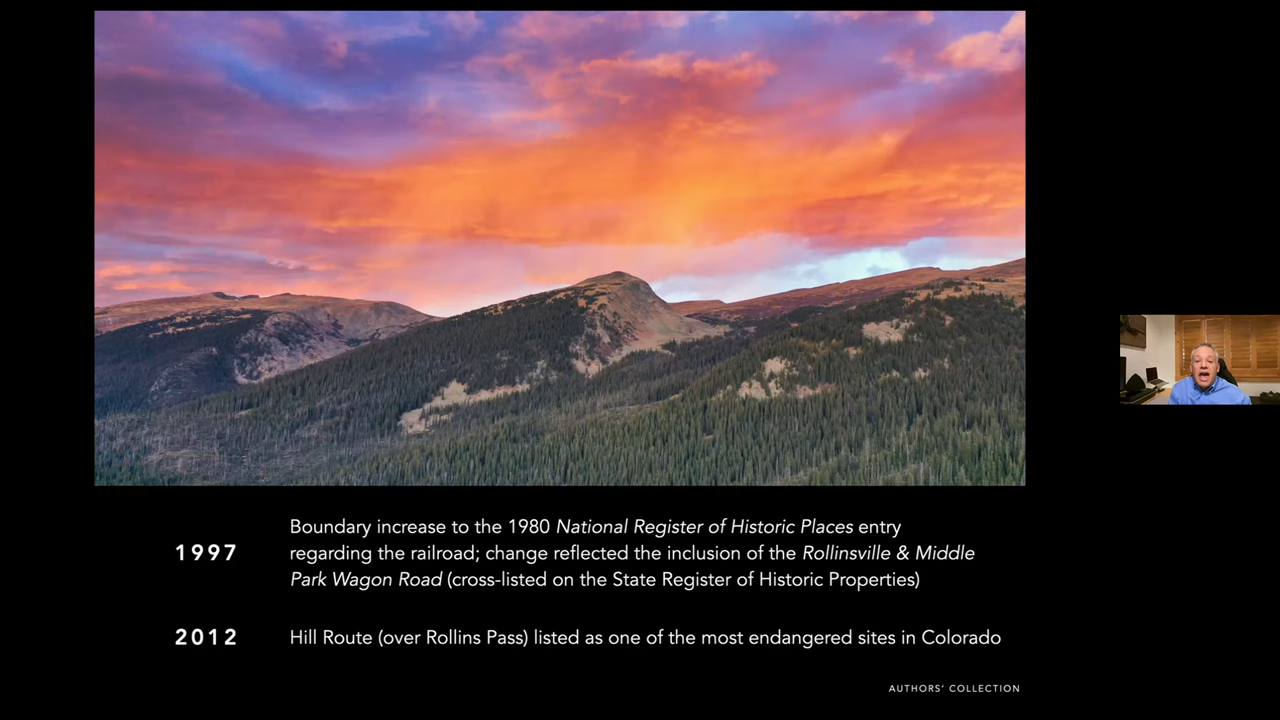 1997
Boundary increase to the 1980 National Register of Historic Places entry
regarding the railroad; change reflected the inclusion of the Rollinsville & Middle
Park Wagon Road (cross-listed on the State Register of Historic Properties)
2012
Hill Route (over Rollins Pass) listed as one of the most endangered sites in Colorado
AUTHORS' COLLECTION